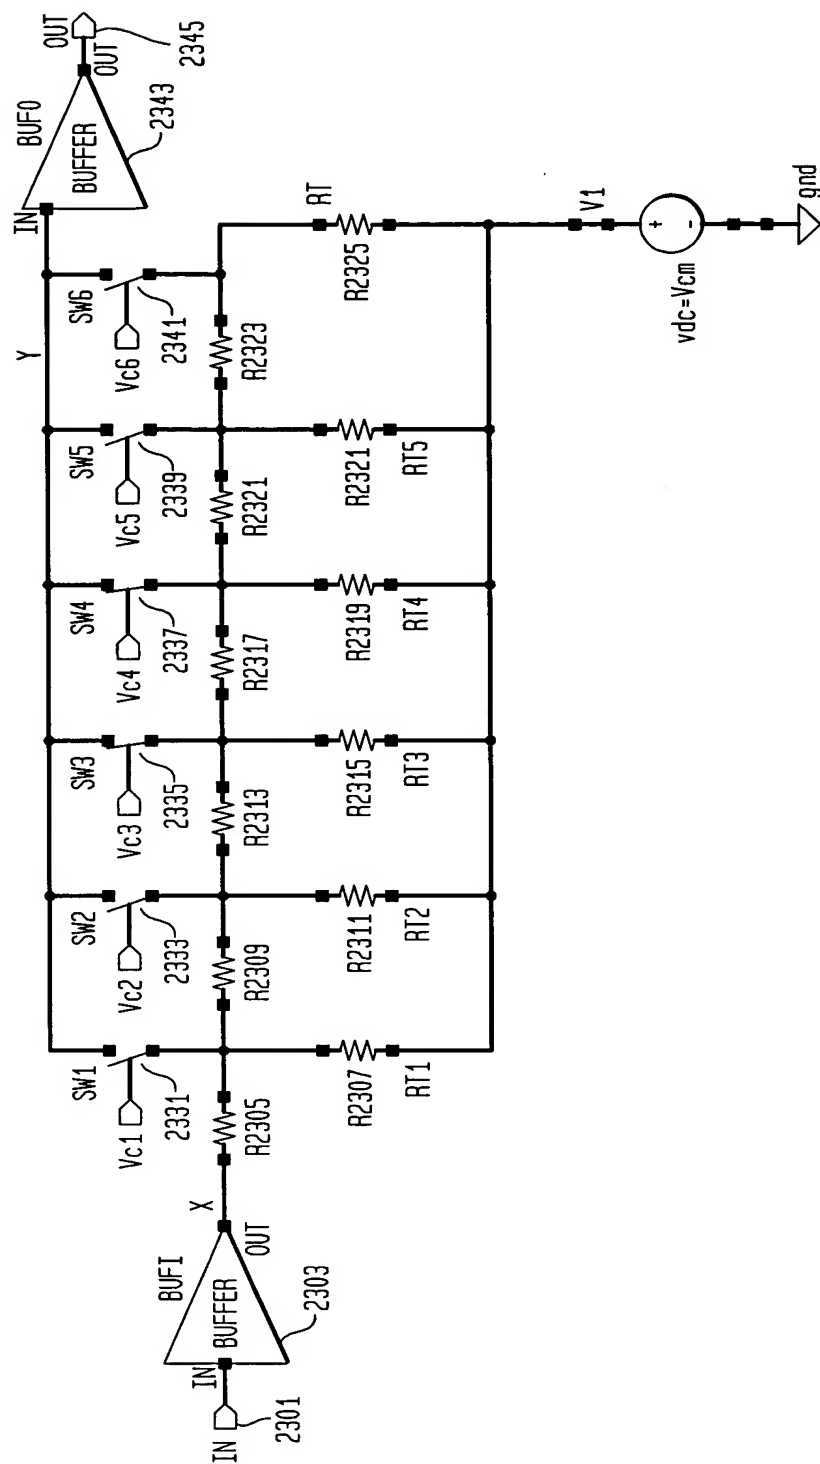 IN
2301
IN
BUFFER
BUFI
OUT
2303
X
R2305
Vc1
SW1
2331
R2307
RT1
R2309
Vc2
SW2
2333
R2311
RT2
R2313
Vc3
SW3
2335
R2315
RT3
R2317
Vc4
SW4
2337
R2319
RT4
R2321
Vc5
SW5
2339
R2321
RT5
R2323
Vc6
SW6
2341
Y
RT
R2325
IN
BUFFER
BUFO
2343
OUT
OUT
2345
V1
+
-
vdc=Vcm
gnd